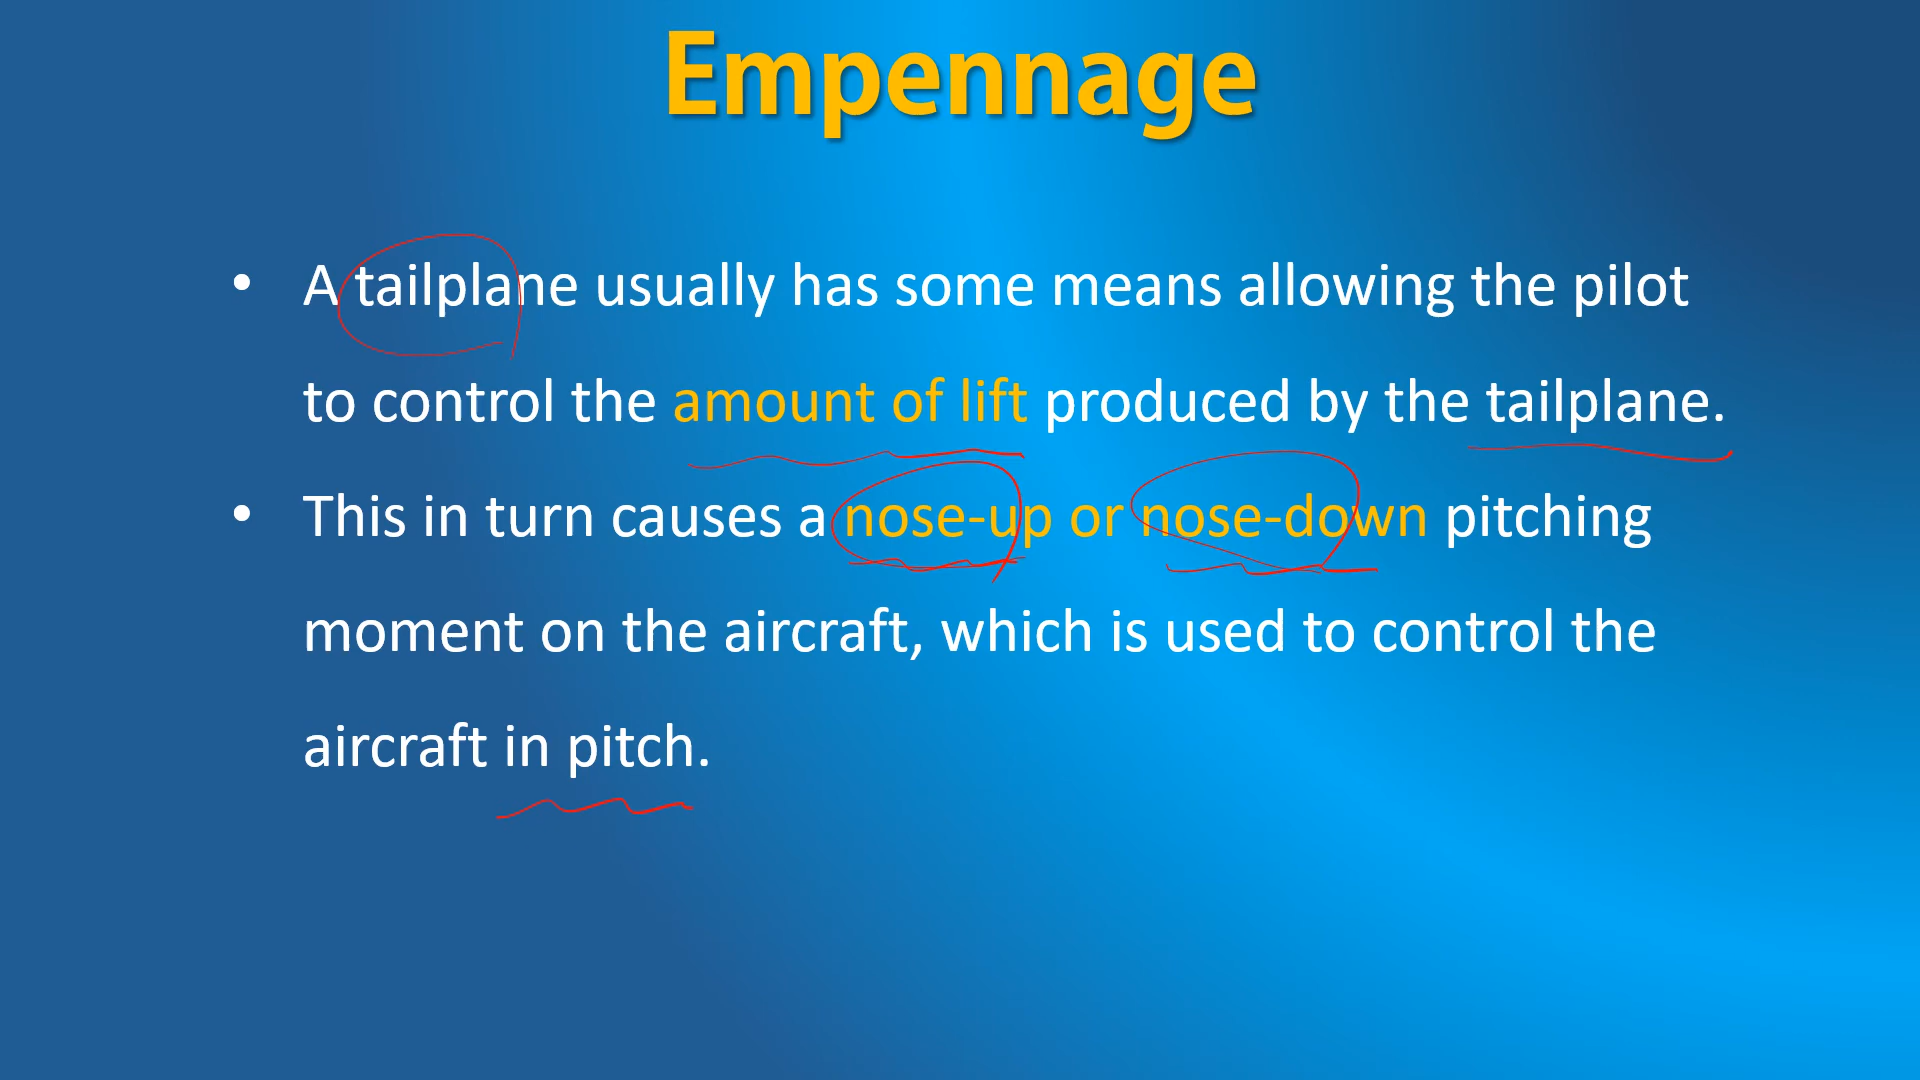 Empennage
• A tailplane usually has some means allowing the pilot
to control the amount of lift produced by the tailplane.
• This in turn causes a nose-up or nose-down pitching
moment on the aircraft, which is used to control the
aircraft in pitch.